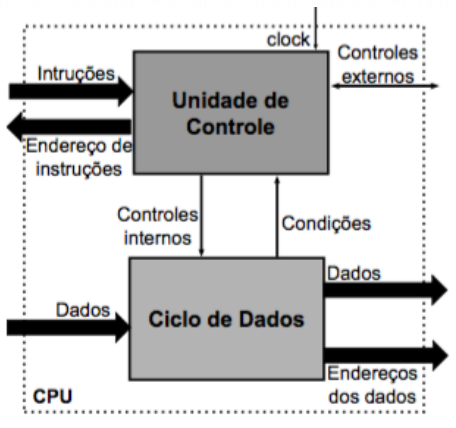 clock
Controles
externos
Intruções
Unidade de
Controle
Endereço de
instruções
Controles
internos
Condições
Dados
Dados
Ciclo de Dados
Endereços
dos dados
CPU